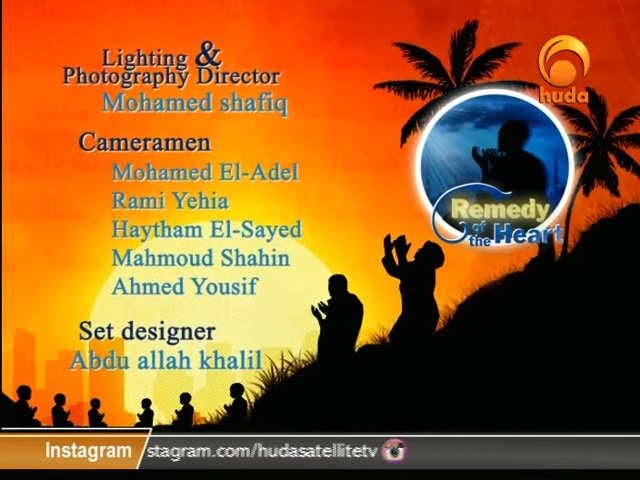 Lighting &
Photography Director
Mohamed shafiq
Cameramen
Mohamed El-Adel
Rami Yehia
Haytham El-Sayed
Mahmoud Shahin
Ahmed Yousif
Set designer
Abdu allah khalil
huda
Remedy
of the Heart
Instagram
stagram.com/hudasatellitetv